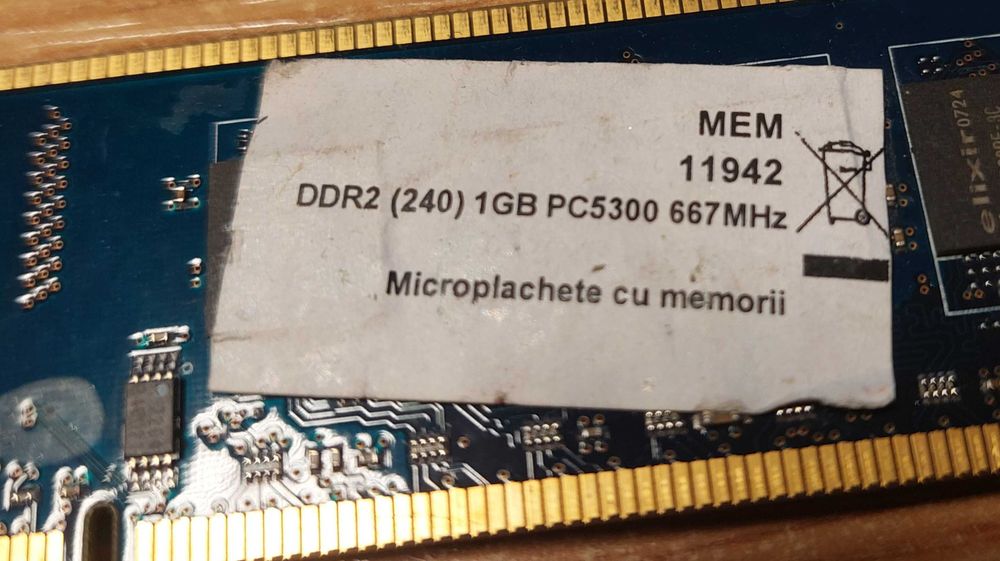 MEM
11942
DDR2 (240) 1GB PC5300 667MHz
Microplachete cu memorii
elixir 0724